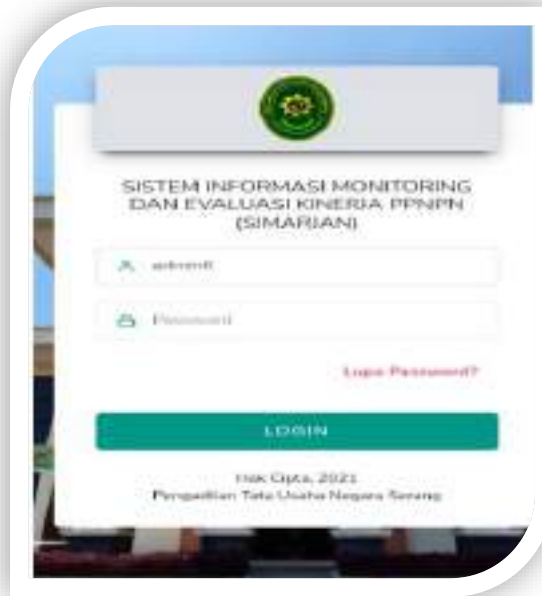 SISTEM INFORMASI MONITORING
DAN EVALUASI KINERJA PPNPN
(SIMARJAN)
Password
Lupa Password?
LOGIN
Hak Cipta, 2021
Pengadilan Tata Usaha Negara Serang